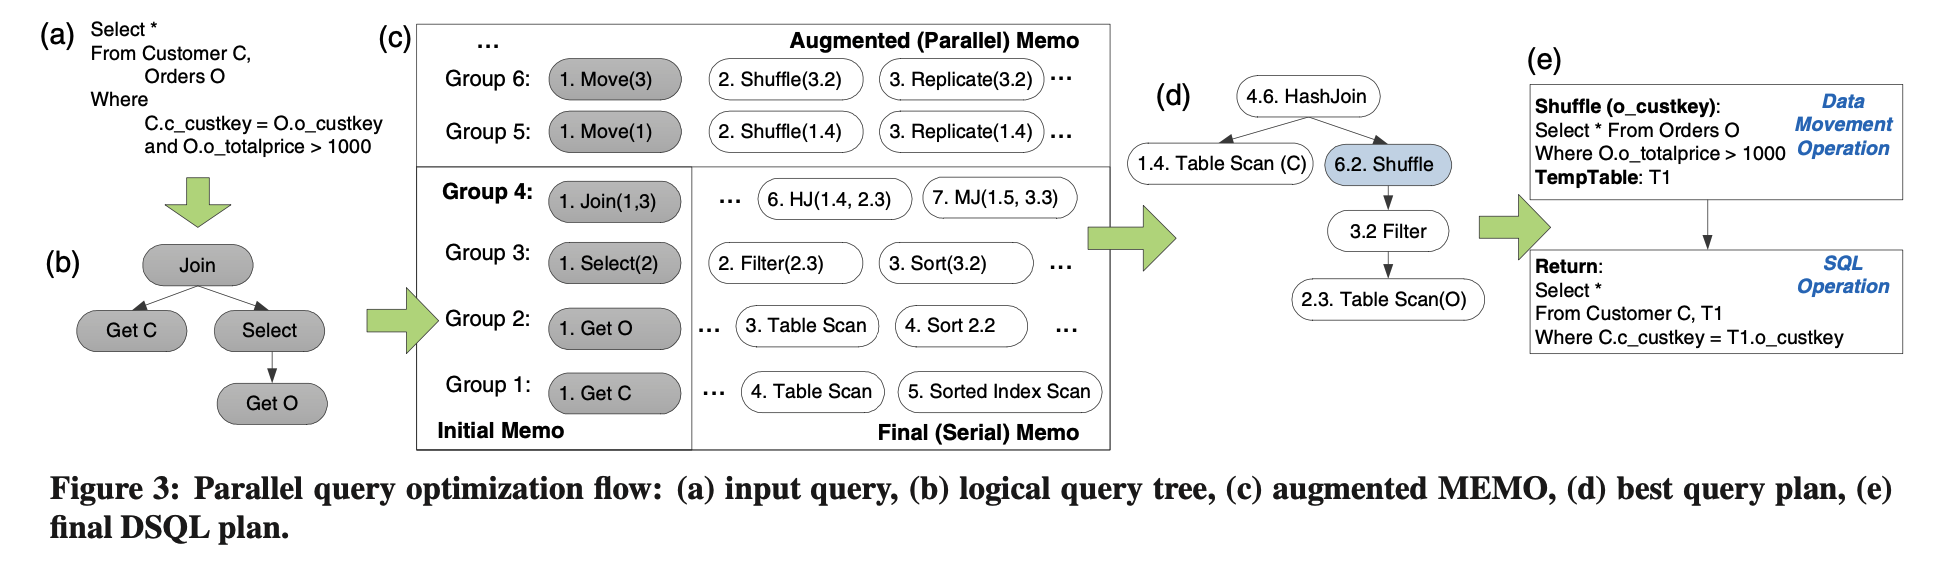 (a)
Select *
From Customer C,
Orders O
Where
C.c_custkey = O.o_custkey
and O.o_totalprice > 1000
(b)
Join
Get C
Select
Get O
(c)
... Augmented (Parallel) Memo
Group 6: 1. Move(3) 2. Shuffle(3.2) 3. Replicate(3.2) ...
Group 5: 1. Move(1) 2. Shuffle(1.4) 3. Replicate(1.4) ...
Group 4: 1. Join(1,3) ... 6. HJ(1.4, 2.3) 7. MJ(1.5, 3.3)
Group 3: 1. Select(2) 2. Filter(2.3) 3. Sort(3.2) ...
Group 2: 1. Get O ... 3. Table Scan 4. Sort 2.2 ...
Group 1: 1. Get C ... 4. Table Scan 5. Sorted Index Scan
Initial Memo Final (Serial) Memo
(d)
4.6. HashJoin
1.4. Table Scan (C) 6.2. Shuffle
3.2 Filter
2.3. Table Scan(O)
(e)
Shuffle (o_custkey):
Select * From Orders O
Where O.o_totalprice > 1000
TempTable: T1
Data
Movement
Operation
Return:
Select *
From Customer C, T1
Where C.c_custkey = T1.o_custkey
SQL
Operation
Figure 3: Parallel query optimization flow: (a) input query, (b) logical query tree, (c) augmented MEMO, (d) best query plan, (e)
final DSQL plan.